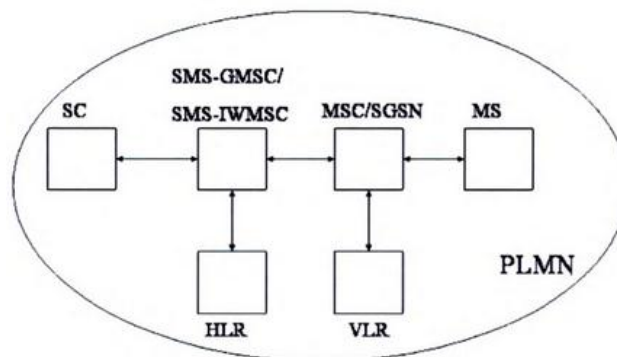 SMS-GMSC/
SC SMS-IWMSC MSC/SGSN MS
PLMN
HLR VLR